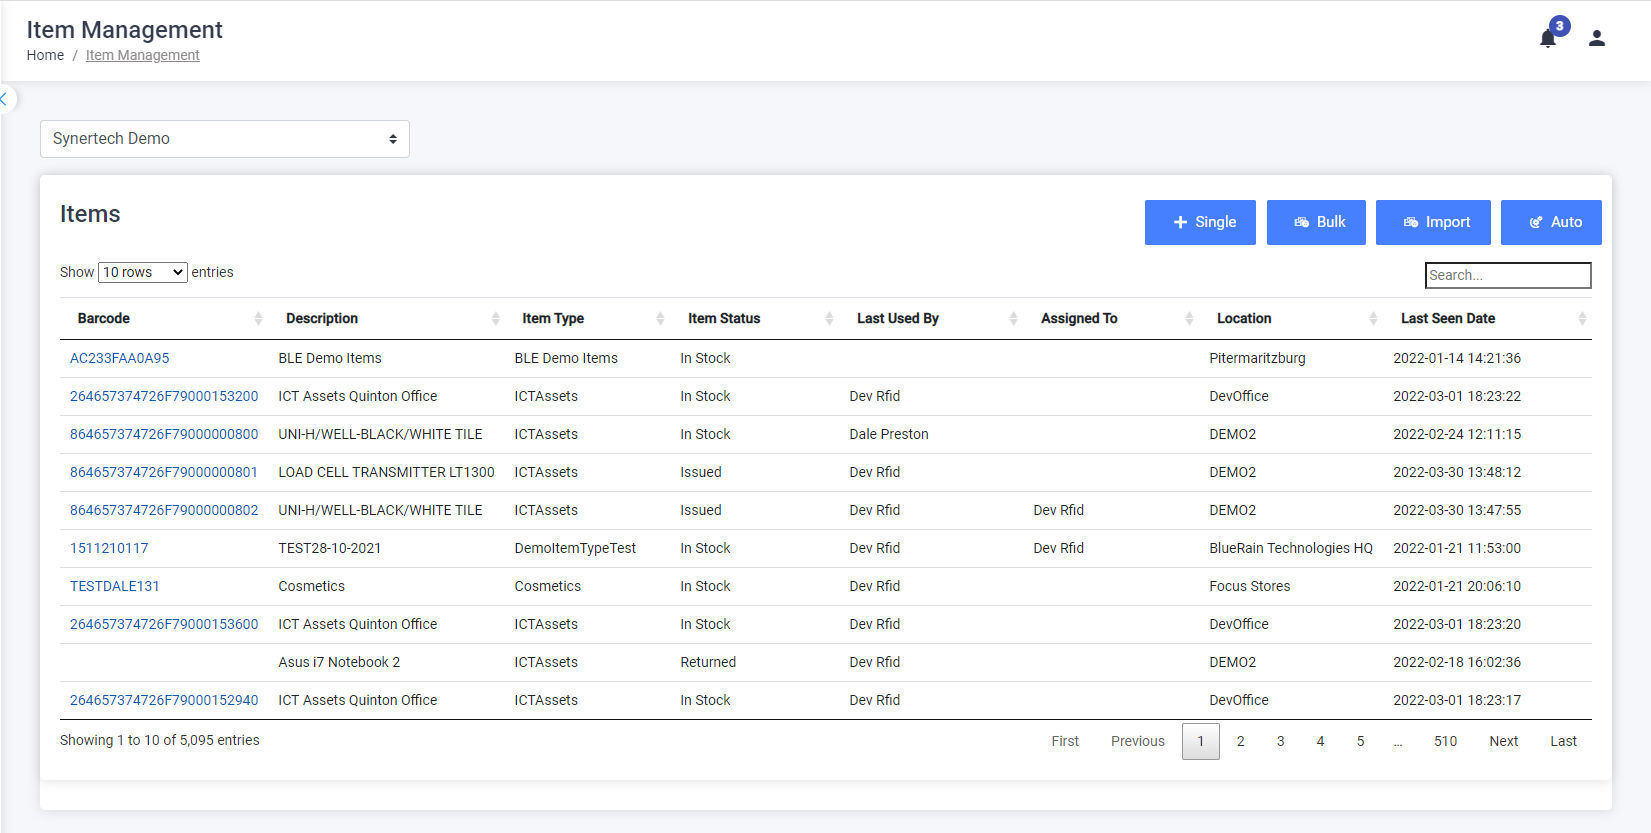 Item Management
3
Home / Item Management
Synertech Demo
Items
Single Bulk Import Auto
Show 10 rows entries Search...
Barcode Description Item Type Item Status Last Used By Assigned To Location Last Seen Date
AC233FAA0A95 BLE Demo Items BLE Demo Items In Stock Pitermaritzburg 2022-01-14 14:21:36
264657374726F79000153200 ICT Assets Quinton Office ICTAssets In Stock Dev Rfid DevOffice 2022-03-01 18:23:22
864657374726F79000000800 UNI-H/WELL-BLACK/WHITE TILE ICTAssets In Stock Dale Preston DEMO2 2022-02-24 12:11:15
864657374726F79000000801 LOAD CELL TRANSMITTER LT1300 ICTAssets Issued Dev Rfid DEMO2 2022-03-30 13:48:12
864657374726F79000000802 UNI-H/WELL-BLACK/WHITE TILE ICTAssets Issued Dev Rfid Dev Rfid DEMO2 2022-03-30 13:47:55
1511210117 TEST28-10-2021 DemoItemTypeTest In Stock Dev Rfid Dev Rfid BlueRain Technologies HQ 2022-01-21 11:53:00
TESTDALE131 Cosmetics Cosmetics In Stock Dev Rfid Focus Stores 2022-01-21 20:06:10
264657374726F79000153600 ICT Assets Quinton Office ICTAssets In Stock Dev Rfid DevOffice 2022-03-01 18:23:20
Asus i7 Notebook 2 ICTAssets Returned Dev Rfid DEMO2 2022-02-18 16:02:36
264657374726F79000152940 ICT Assets Quinton Office ICTAssets In Stock Dev Rfid DevOffice 2022-03-01 18:23:17
Showing 1 to 10 of 5,095 entries First Previous 1 2 3 4 5 ... 510 Next Last